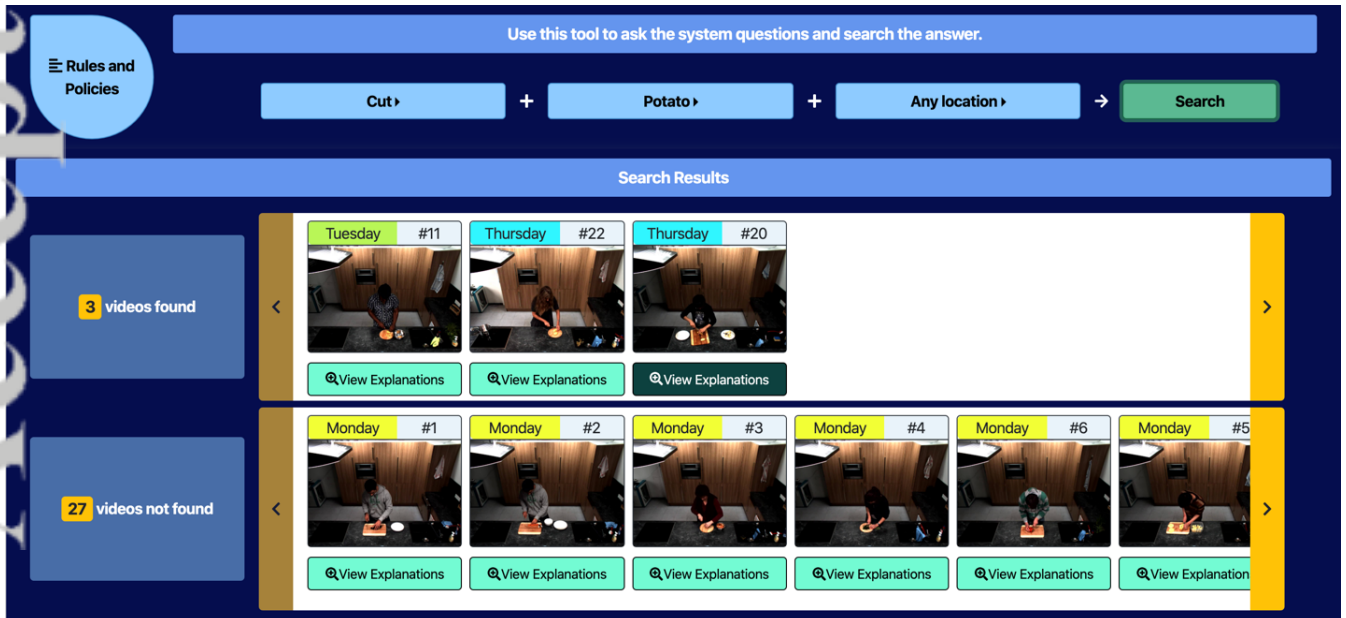 Use this tool to ask the system questions and search the answer.
Rules and
Policies
Cut + Potato + Any location → Search
Search Results
3 videos found
Tuesday #11 Thursday #22 Thursday #20
View Explanations View Explanations View Explanations
27 videos not found
Monday #1 Monday #2 Monday #3 Monday #4 Monday #6 Monday #5
View Explanations View Explanations View Explanations View Explanations View Explanations View Explanation